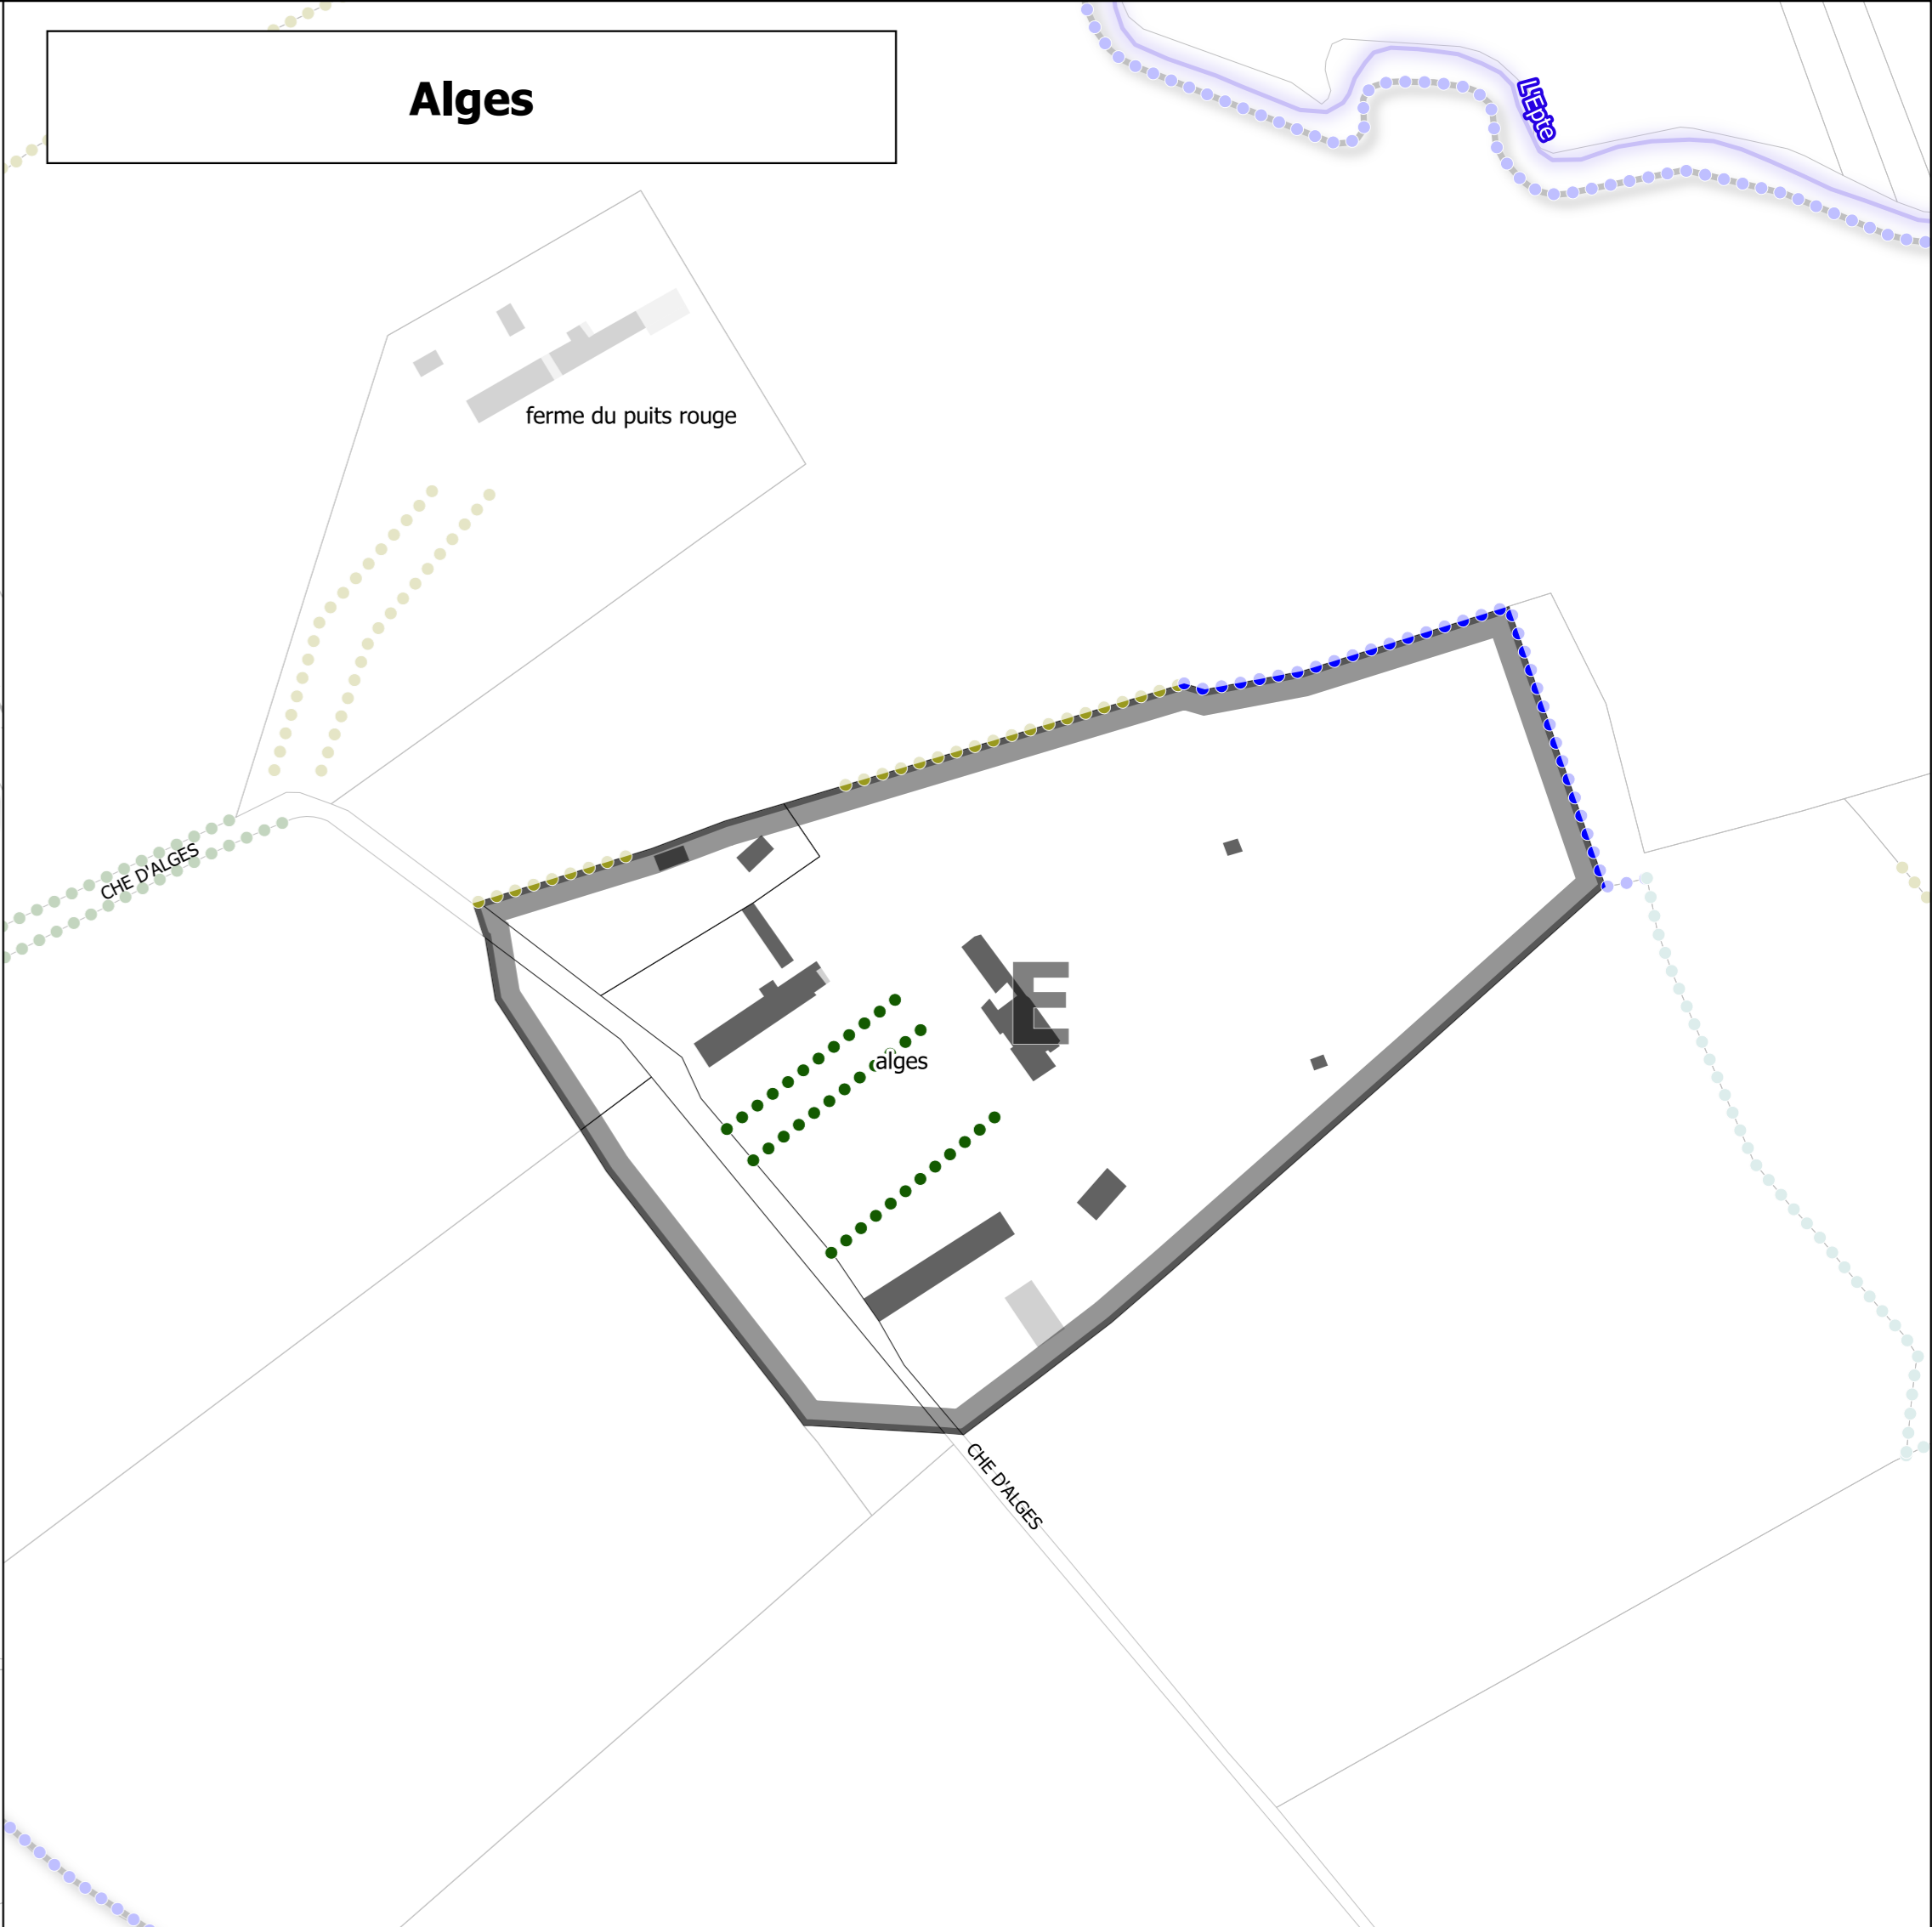 Alges
L'Epte
ferme du puits rouge
CHE D'ALGES
E
alges
CHE D'ALGES